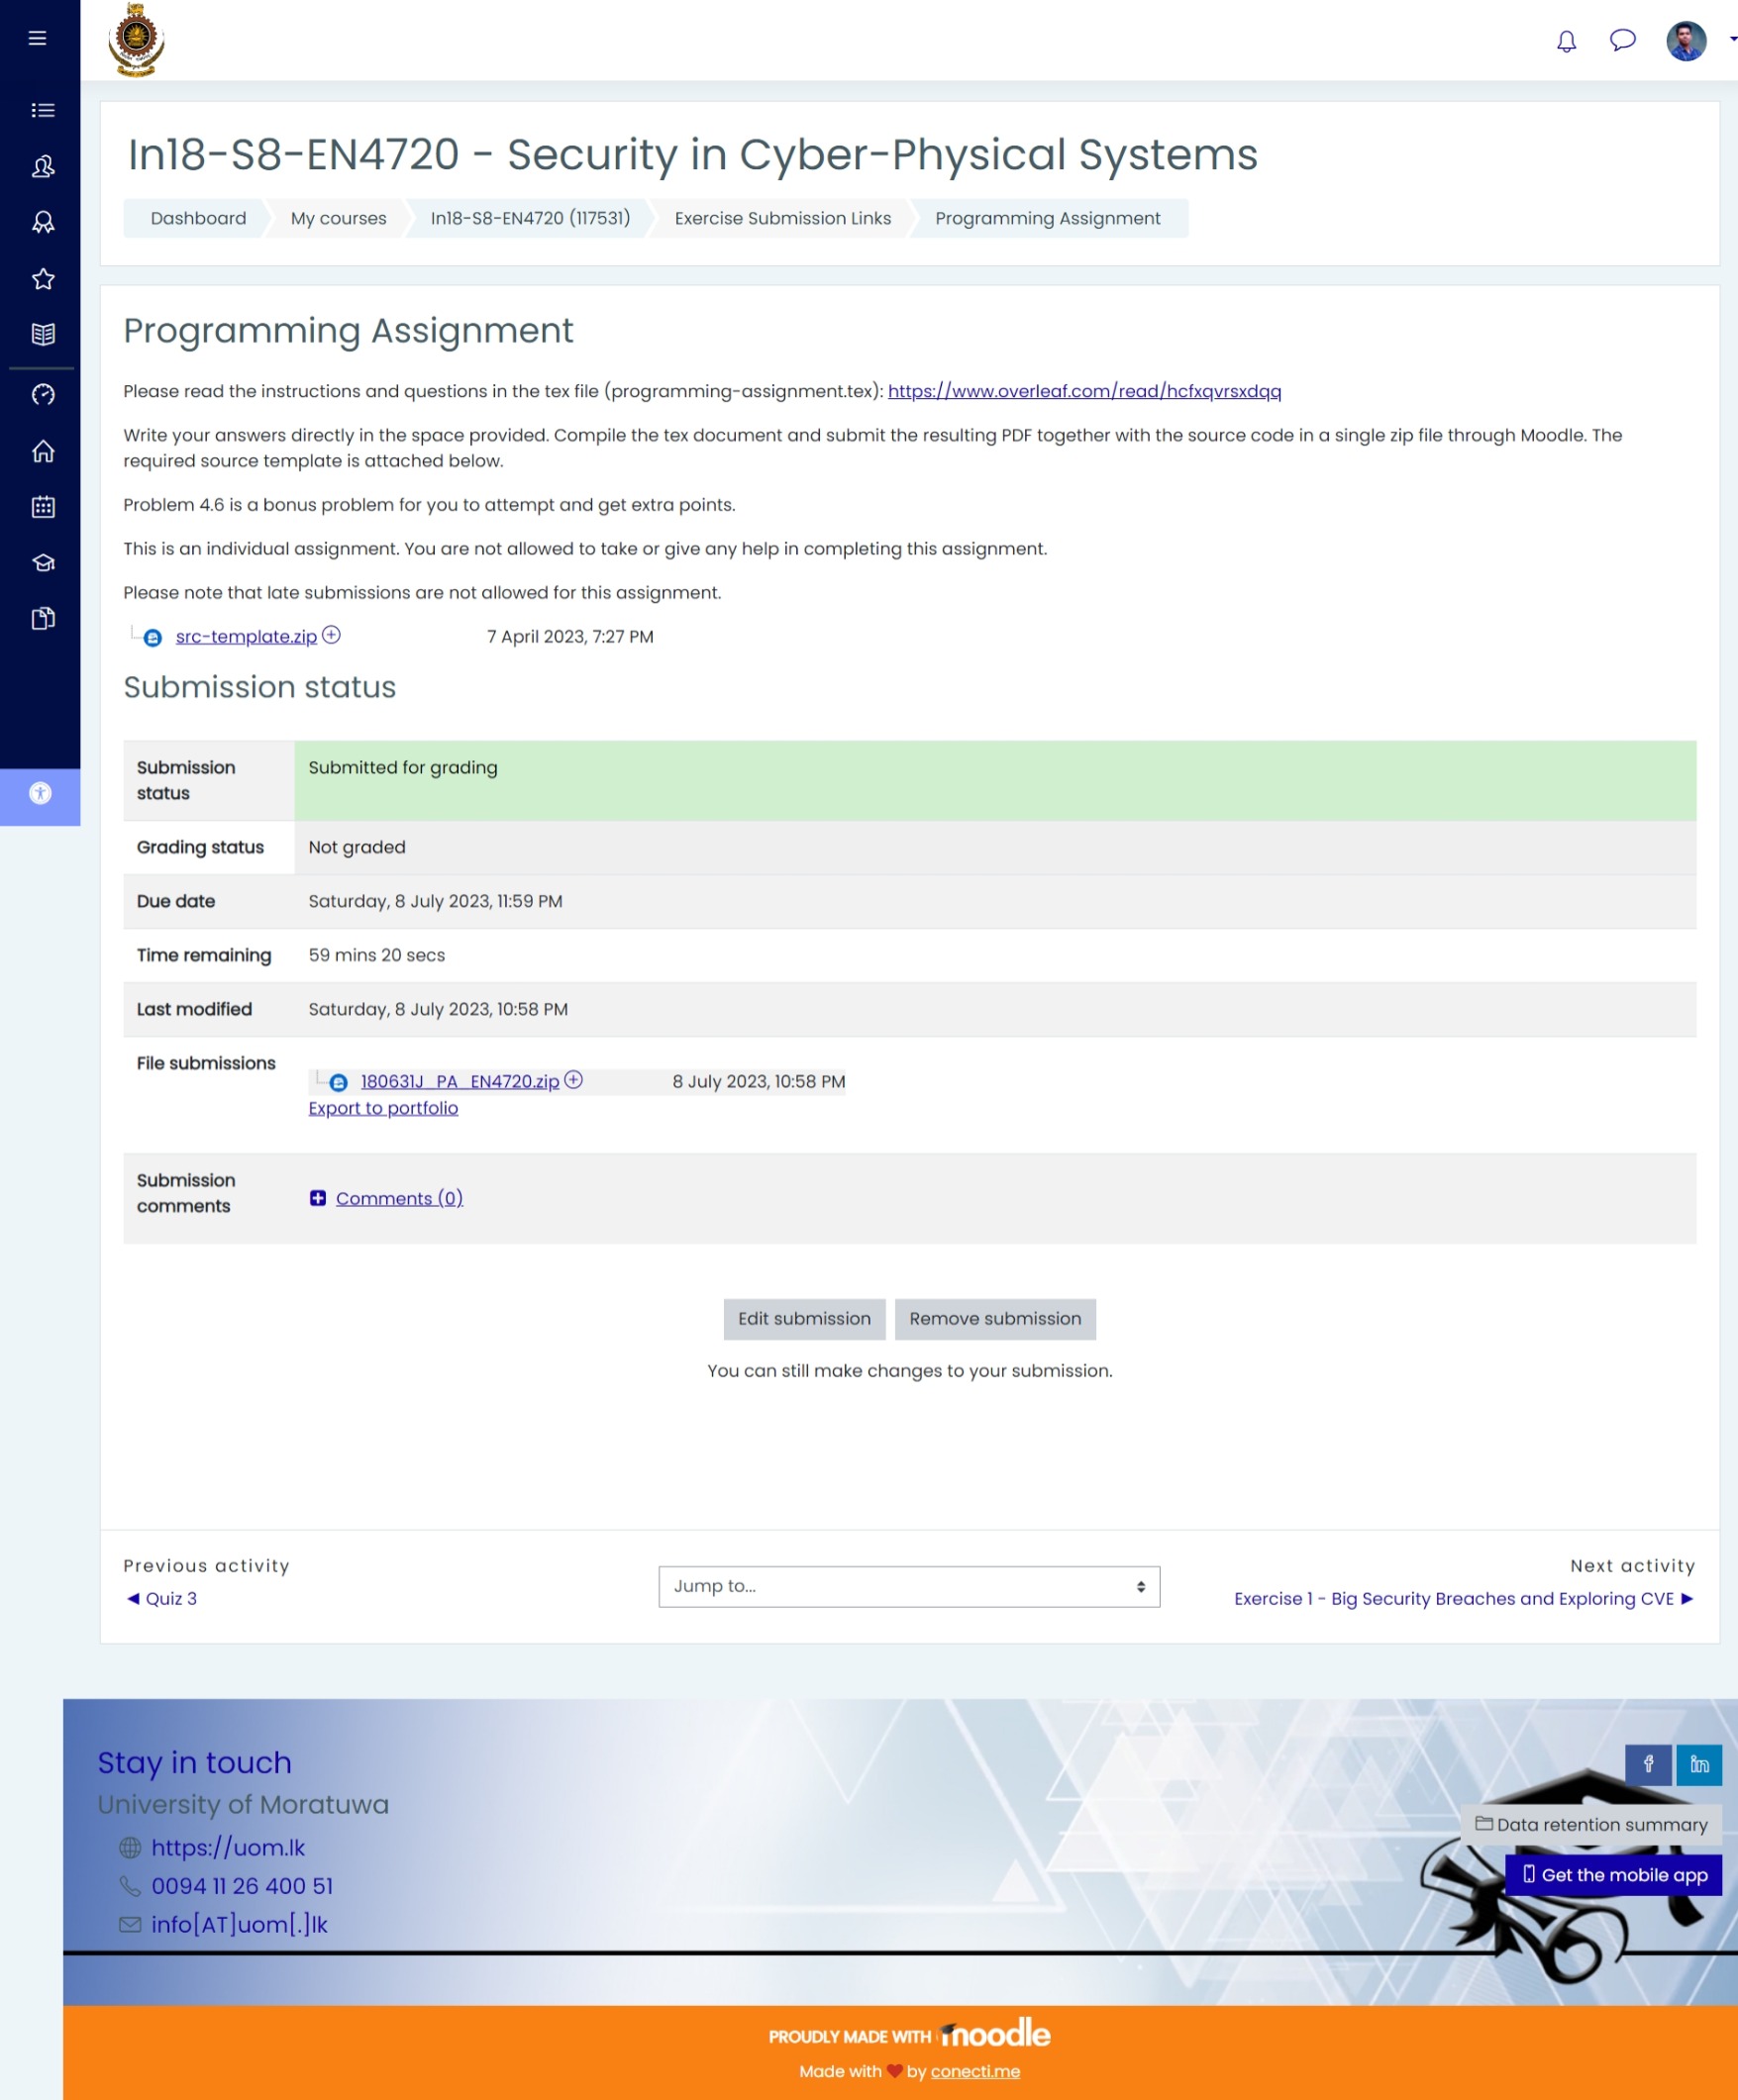 In18-S8-EN4720 - Security in Cyber-Physical Systems
Dashboard My courses In18-S8-EN4720 (117531) Exercise Submission Links Programming Assignment
Programming Assignment
Please read the instructions and questions in the tex file (programming-assignment.tex): https://www.overleaf.com/read/hcfxqvrsxdqq
Write your answers directly in the space provided. Compile the tex document and submit the resulting PDF together with the source code in a single zip file through Moodle. The
required source template is attached below.
Problem 4.6 is a bonus problem for you to attempt and get extra points.
This is an individual assignment. You are not allowed to take or give any help in completing this assignment.
Please note that late submissions are not allowed for this assignment.
src-template.zip 7 April 2023, 7:27 PM
Submission status
Submission status Submitted for grading
Grading status Not graded
Due date Saturday, 8 July 2023, 11:59 PM
Time remaining 59 mins 20 secs
Last modified Saturday, 8 July 2023, 10:58 PM
File submissions
180631J_PA_EN4720.zip 8 July 2023, 10:58 PM
Export to portfolio
Submission comments
Comments (0)
Edit submission Remove submission
You can still make changes to your submission.
Previous activity
◄ Quiz 3
Jump to...
Next activity
Exercise 1 - Big Security Breaches and Exploring CVE ►
Stay in touch
University of Moratuwa
https://uom.lk
0094 11 26 400 51
info[AT]uom[.]lk
f in
Data retention summary
Get the mobile app
PROUDLY MADE WITH moodle
Made with ❤ by conecti.me